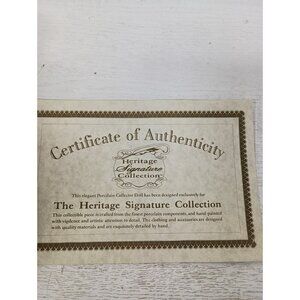 Certificate of Authenticity
Heritage
Signature
Collection
This elegant Porcelain Collector Doll has been designed exclusively for
The Heritage Signature Collection
This collectible piece is crafted from the finest porcelain components, and hand painted
with vigilence and artistic attention to detail. The clothing and accessories are designed
with quality materials and are exquisitely detailed by hand.